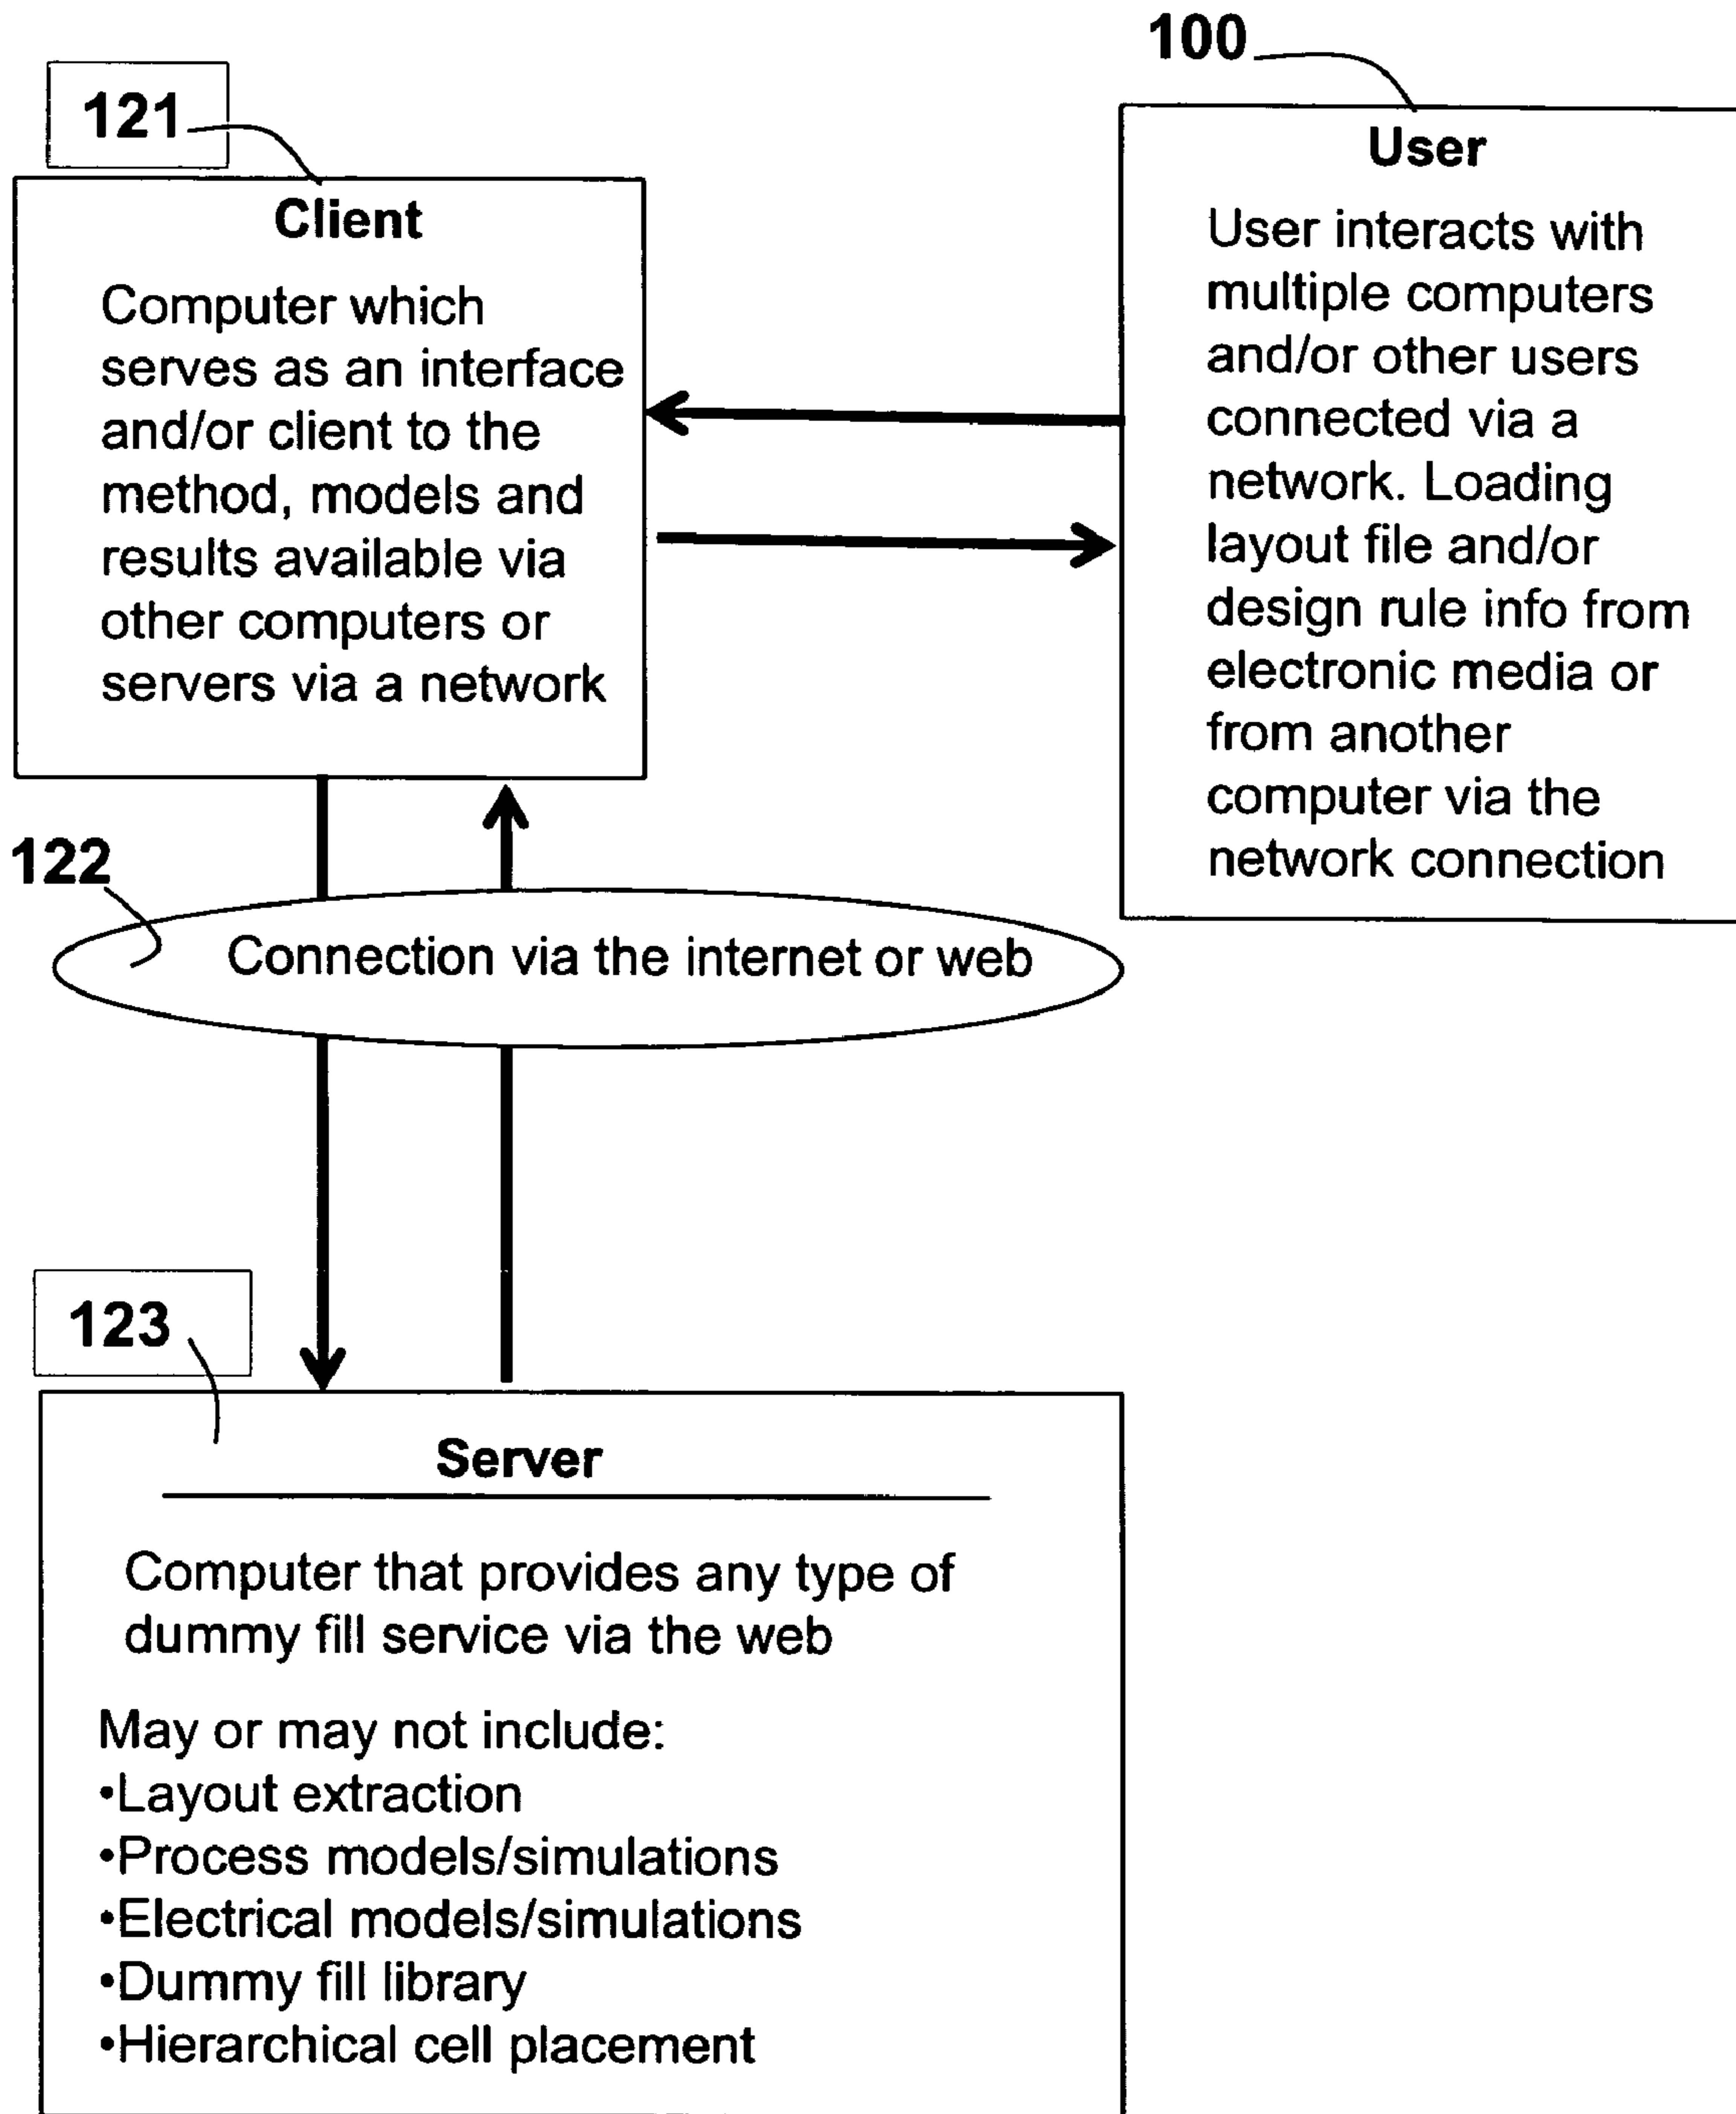 100
User
User interacts with
multiple computers
and/or other users
connected via a
network. Loading
layout file and/or
design rule info from
electronic media or
from another
computer via the
network connection
121
Client
Computer which
serves as an interface
and/or client to the
method, models and
results available via
other computers or
servers via a network
122
Connection via the internet or web
123
Server
Computer that provides any type of
dummy fill service via the web
May or may not include:
•Layout extraction
•Process models/simulations
•Electrical models/simulations
•Dummy fill library
•Hierarchical cell placement